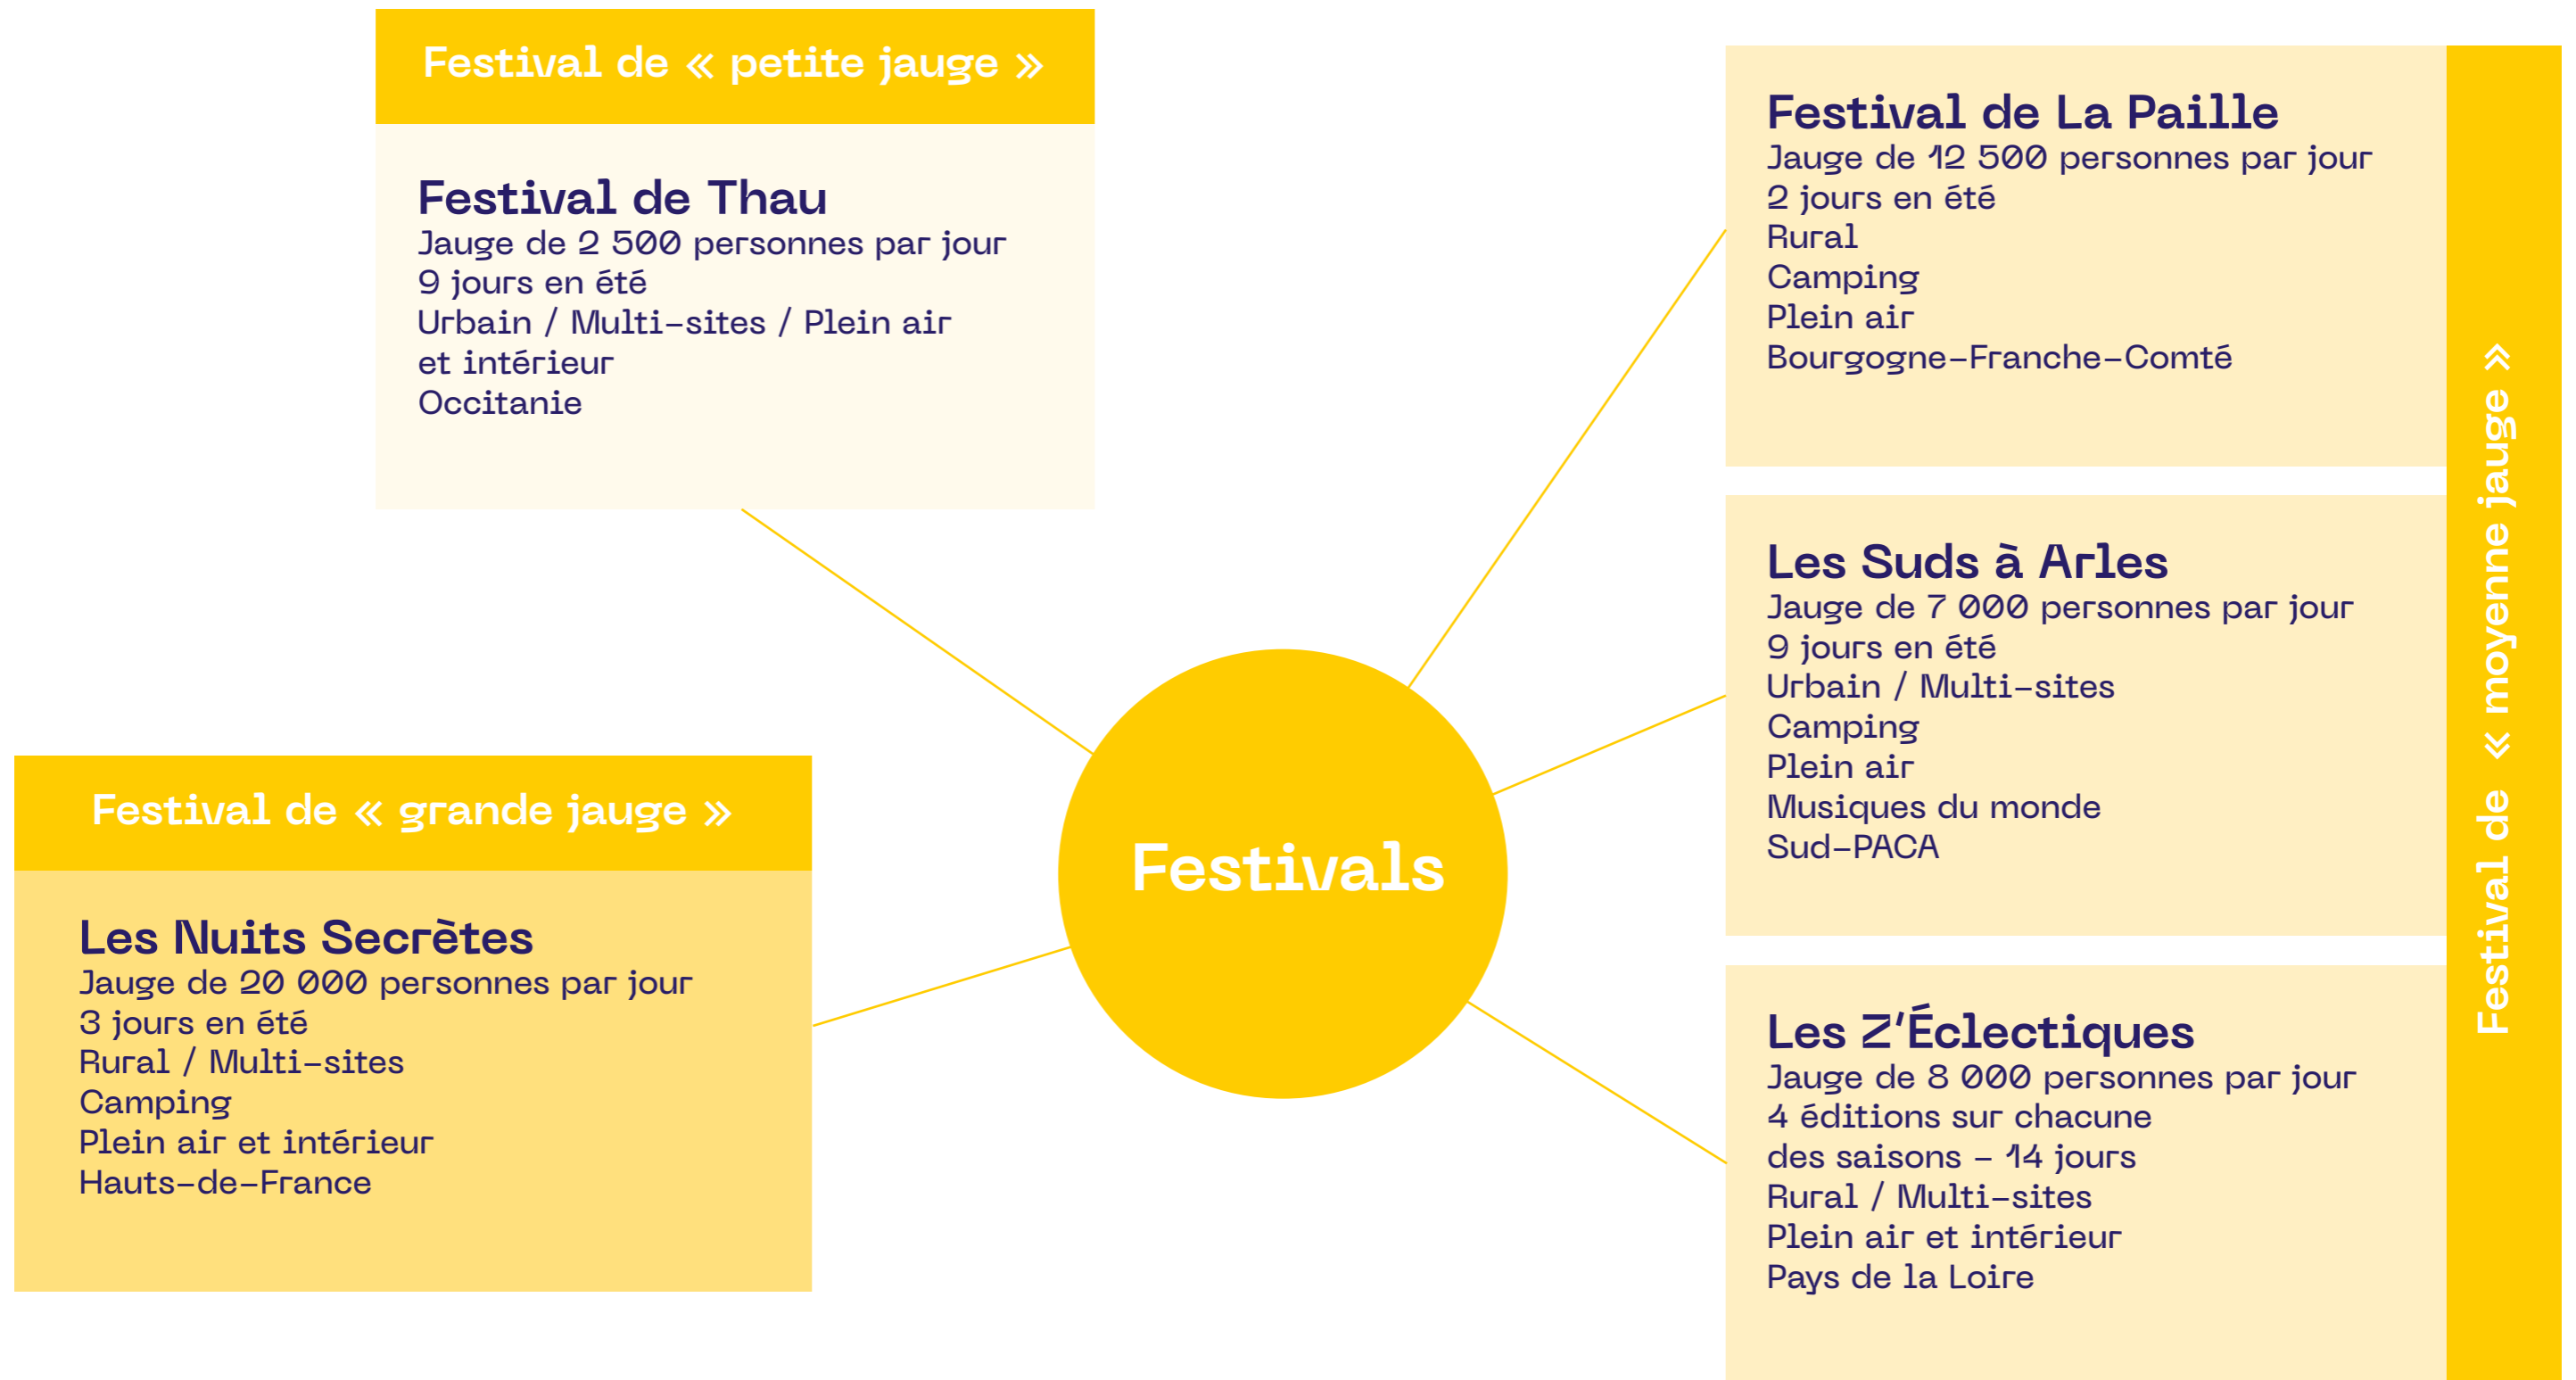 Festival de « petite jauge »
Festival de Thau
Jauge de 2 500 personnes par jour
9 jours en été
Urbain / Multi-sites / Plein air
et intérieur
Occitanie
Festival de « grande jauge »
Les Nuits Secrètes
Jauge de 20 000 personnes par jour
3 jours en été
Rural / Multi-sites
Camping
Plein air et intérieur
Hauts-de-France
Festivals
Festival de La Paille
Jauge de 12 500 personnes par jour
2 jours en été
Rural
Camping
Plein air
Bourgogne-Franche-Comté
Les Suds à Arles
Jauge de 7 000 personnes par jour
9 jours en été
Urbain / Multi-sites
Camping
Plein air
Musiques du monde
Sud-PACA
Les Z'Éclectiques
Jauge de 8 000 personnes par jour
4 éditions sur chacune
des saisons - 14 jours
Rural / Multi-sites
Plein air et intérieur
Pays de la Loire
Festival de « moyenne jauge »